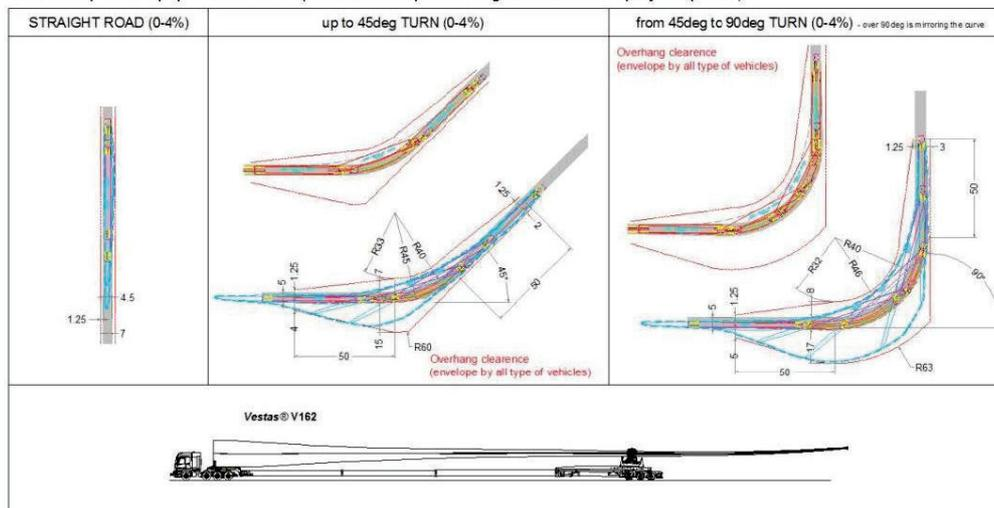 STRAIGHT ROAD (0-4%)
up to 45deg TURN (0-4%)
from 45deg to 90deg TURN (0-4%) - over 90deg is mirroring the curve
Overhang clearence
(envelope by all type of vehicles)
4.5
1.25
7
R33
R45
R40
1.25
2
5
1.25
7
45°
50
4
15
50
R60
Overhang clearence
(envelope by all type of vehicles)
1.25
3
50
R40
R32
R46
90°
5
1.25
8
5
17
50
R63
Vestas® V162